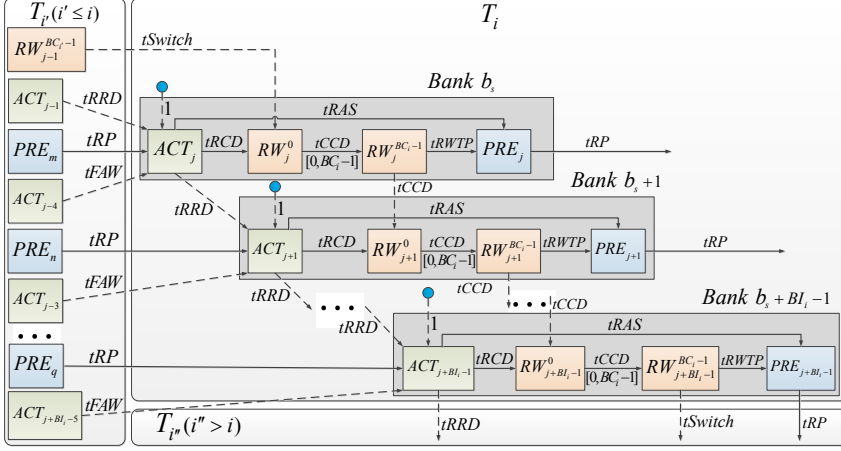 T_{i'}(i' ≤ i)
T_i
RW_{j-1}^{BC_{i'}-1}
tSwitch
ACT_{j-1}
tRRD
Bank b_s
1
tRAS
PRE_m
tRP
ACT_j
tRCD
RW_j^0
tCCD
[0,BC_i-1]
RW_j^{BC_i-1}
tRWTP
PRE_j
tRP
ACT_{j-4}
tFAW
tRRD
tCCD
Bank b_s+1
1
tRAS
PRE_n
tRP
ACT_{j+1}
tRCD
RW_{j+1}^0
tCCD
[0,BC_i-1]
RW_{j+1}^{BC_i-1}
tRWTP
PRE_{j+1}
tRP
ACT_{j-3}
tFAW
tRRD
...
tRRD
tCCD
...
tCCD
Bank b_s+BI_i-1
1
tRAS
...
PRE_q
tRP
ACT_{j+BI_i-1}
tRCD
RW_{j+BI_i-1}^0
tCCD
[0,BC_i-1]
RW_{j+BI_i-1}^{BC_i-1}
tRWTP
PRE_{j+BI_i-1}
ACT_{j+BI_i-5}
tFAW
T_{i''}(i'' > i)
tRRD
tSwitch
tRP